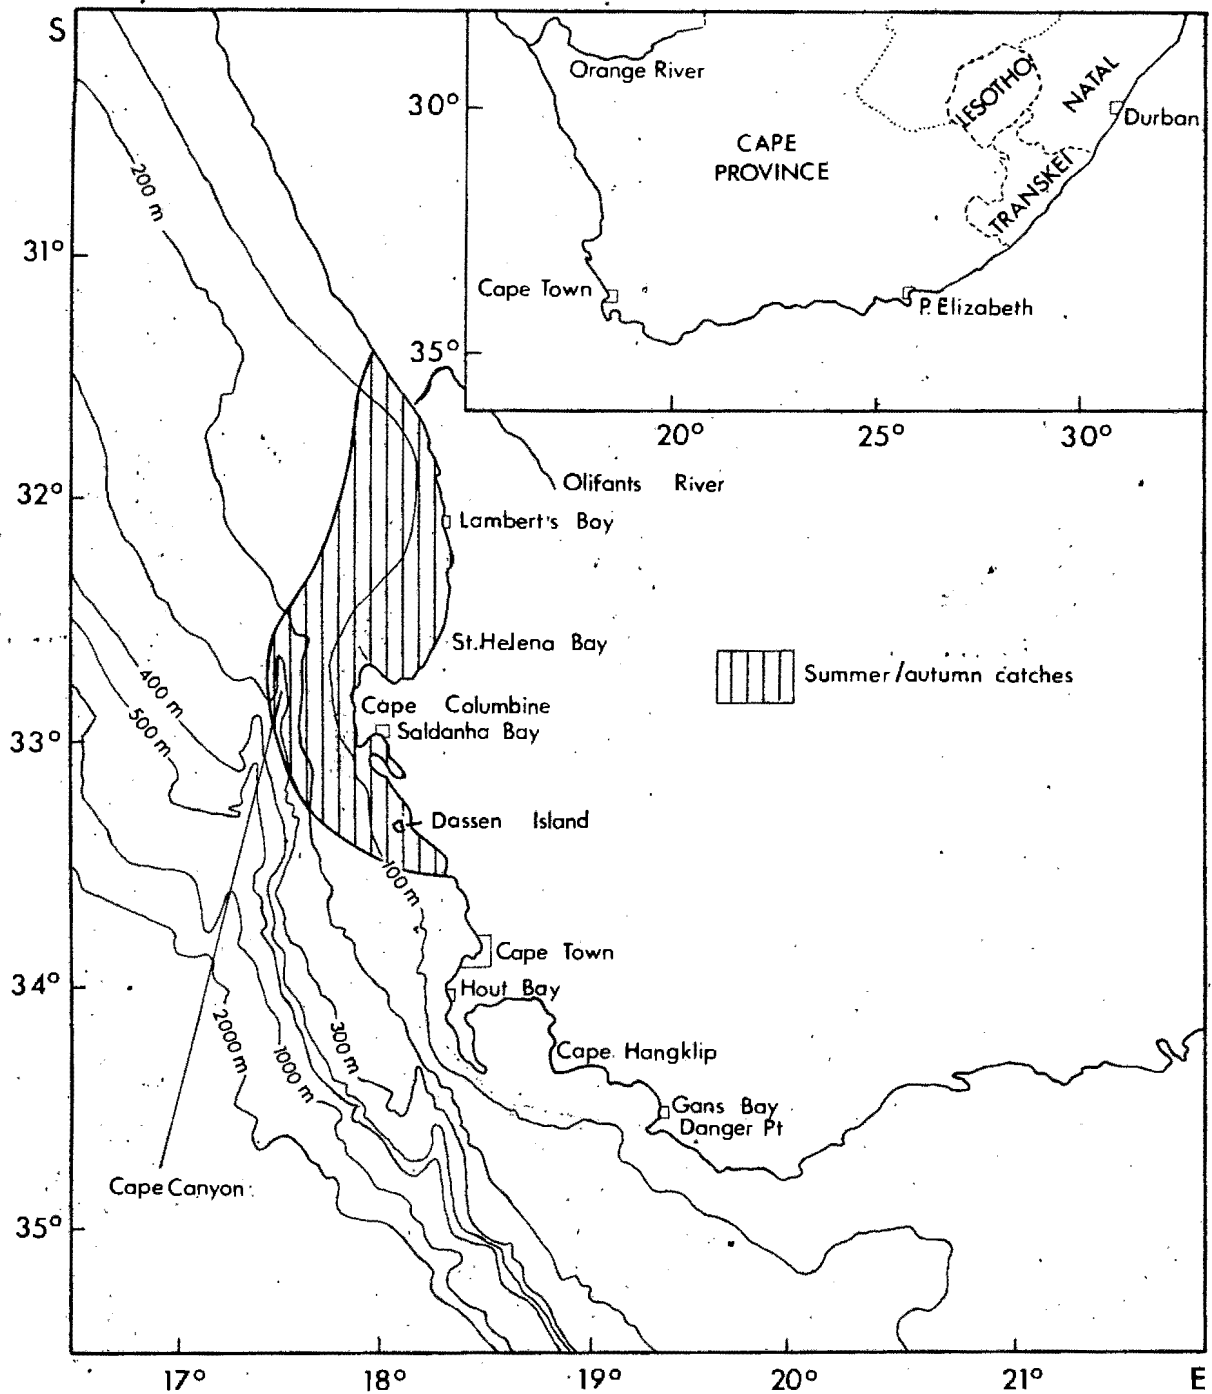 S
Orange River
30°
LESOTHO
NATAL
Durban
CAPE
PROVINCE
TRANSKEI
200 m
31°
Cape Town
P. Elizabeth
35°
20°
25°
30°
Olifants River
32°
Lambert's Bay
St.Helena Bay
Summer/autumn catches
400 m
500 m
Cape Columbine
Saldanha Bay
33°
Dassen Island
100 m
Cape Town
34°
Hout Bay
2000 m
1000 m
300 m
Cape Hangklip
Gans Bay
Danger Pt
Cape Canyon
35°
17°
18°
19°
20°
21°
E